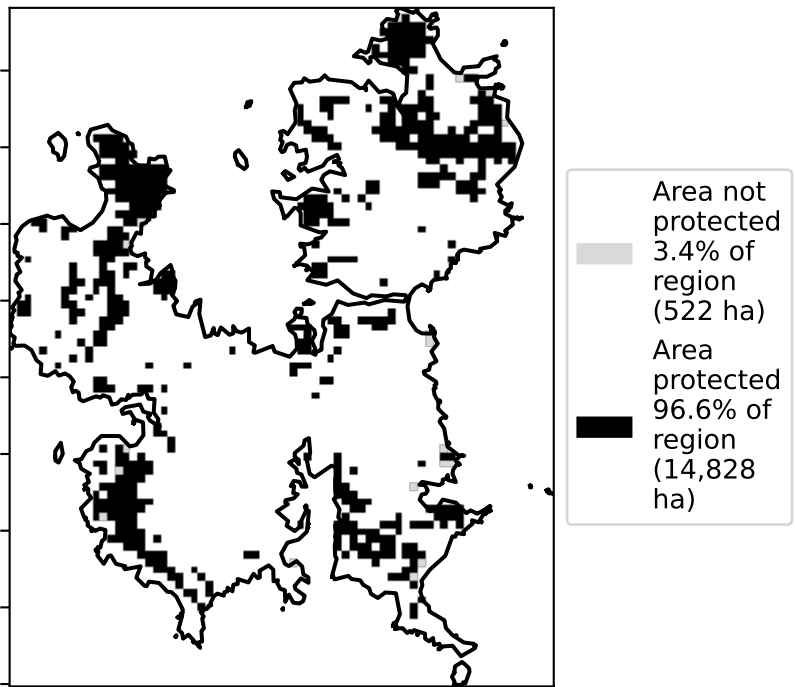 Area not
protected
3.4% of
region
(522 ha)
Area
protected
96.6% of
region
(14,828
ha)